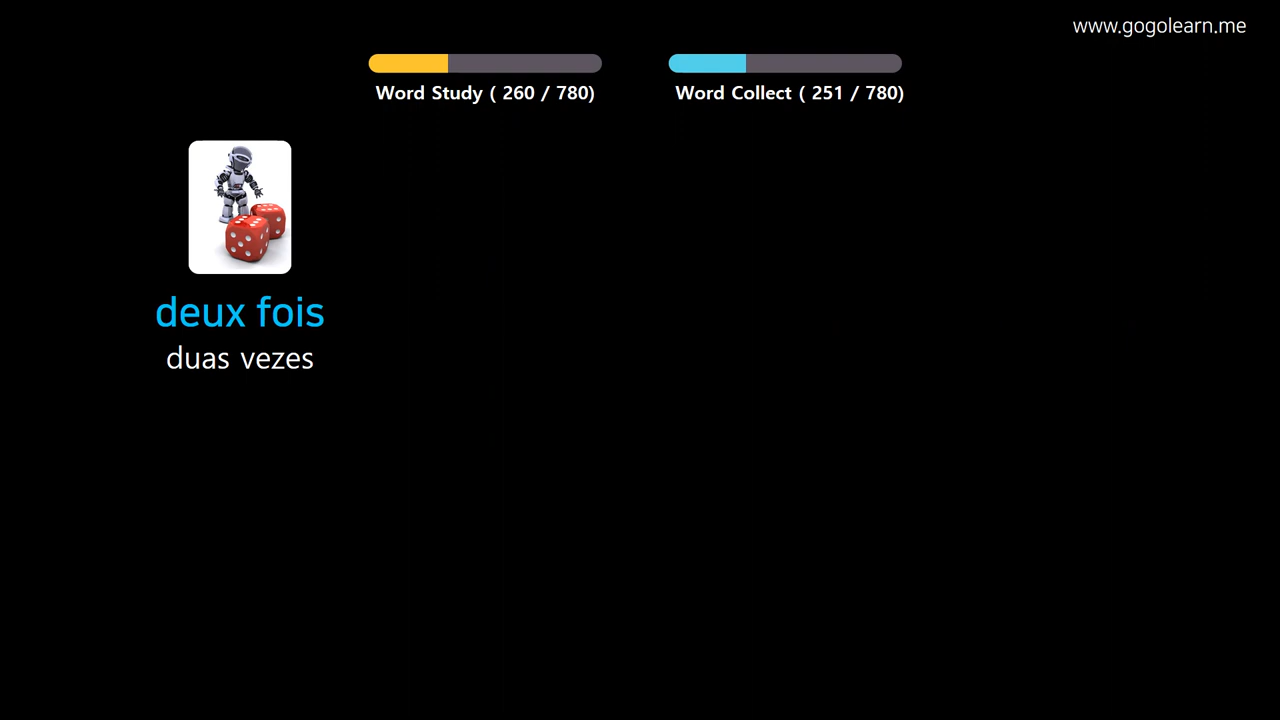 www.gogolearn.me
Word Study ( 260 / 780)
Word Collect ( 251 / 780)
deux fois
duas vezes